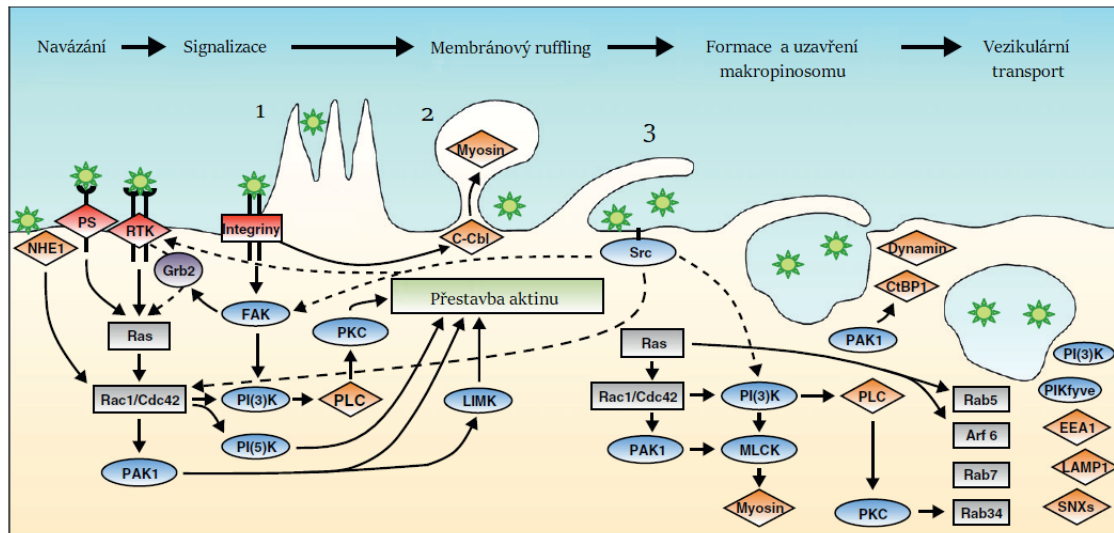 Navázání
Signalizace
Membránový ruffling
Formace a uzavření
makropinosomu
Vezikulární
transport
1
2
3
Myosin
PS
RTK
Integriny
NHE1
C-Cbl
Src
Grb2
Dynamin
CtBP1
FAK
PKC
Přestavba aktinu
Ras
Ras
PAK1
PI(3)K
Rac1/Cdc42
PI(3)K
PLC
LIMK
Rac1/Cdc42
PI(3)K
PLC
Rab5
PIKfyve
PI(5)K
PAK1
MLCK
Arf 6
EEA1
PAK1
Rab7
LAMP1
Myosin
PKC
Rab34
SNXs